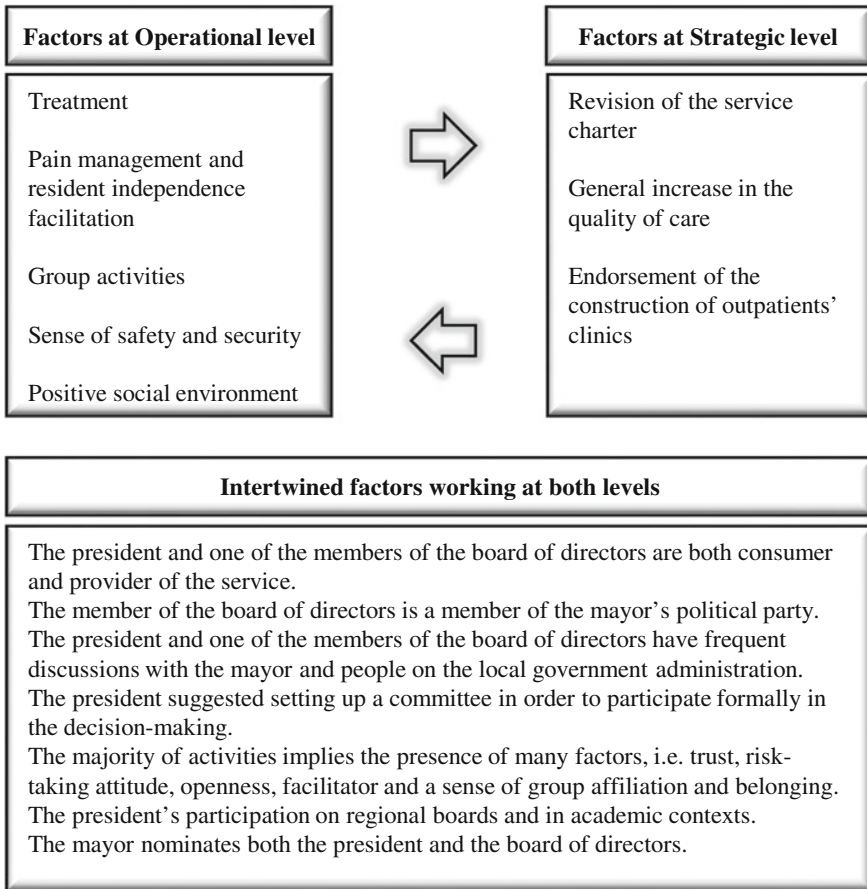 Factors at Operational level
Treatment
Pain management and
resident independence
facilitation
Group activities
Sense of safety and security
Positive social environment
Factors at Strategic level
Revision of the service
charter
General increase in the
quality of care
Endorsement of the
construction of outpatients’
clinics
Intertwined factors working at both levels
The president and one of the members of the board of directors are both consumer
and provider of the service.
The member of the board of directors is a member of the mayor’s political party.
The president and one of the members of the board of directors have frequent
discussions with the mayor and people on the local government administration.
The president suggested setting up a committee in order to participate formally in
the decision-making.
The majority of activities implies the presence of many factors, i.e. trust, risk-
taking attitude, openness, facilitator and a sense of group affiliation and belonging.
The president’s participation on regional boards and in academic contexts.
The mayor nominates both the president and the board of directors.